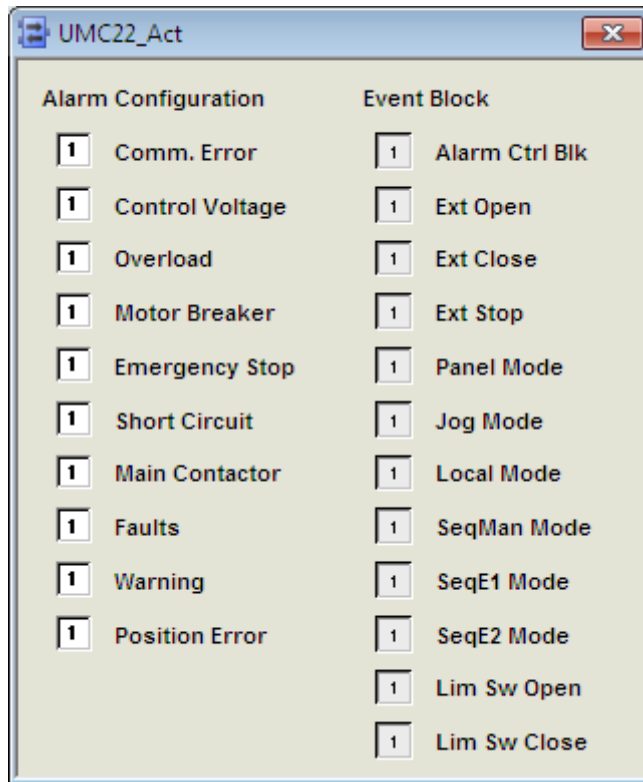 UMC22_Act
Alarm Configuration Event Block
1 Comm. Error 1 Alarm Ctrl Blk
1 Control Voltage 1 Ext Open
1 Overload 1 Ext Close
1 Motor Breaker 1 Ext Stop
1 Emergency Stop 1 Panel Mode
1 Short Circuit 1 Jog Mode
1 Main Contactor 1 Local Mode
1 Faults 1 SeqMan Mode
1 Warning 1 SeqE1 Mode
1 Position Error 1 SeqE2 Mode
1 Lim Sw Open
1 Lim Sw Close